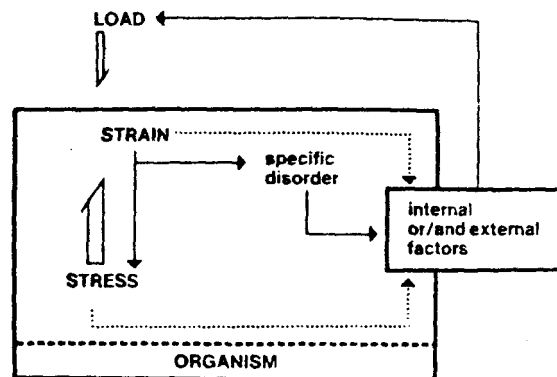 LOAD
STRAIN
specific
disorder
internal
or/and external
factors
STRESS
ORGANISM